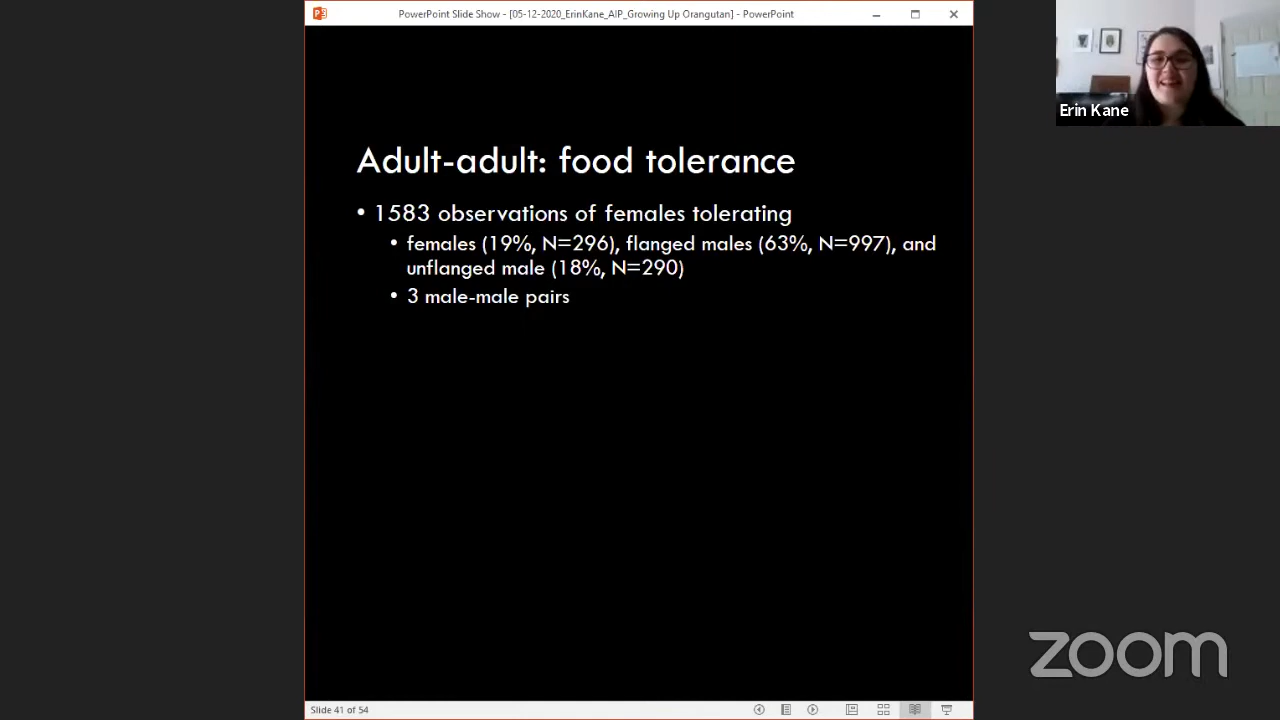 PowerPoint Slide Show - [05-12-2020_ErinKane_AIP_Growing Up Orangutan] - PowerPoint
Erin Kane
Adult-adult: food tolerance
• 1583 observations of females tolerating
• females (19%, N=296), flanged males (63%, N=997), and
unflanged male (18%, N=290)
• 3 male-male pairs
zoom
Slide 41 of 54